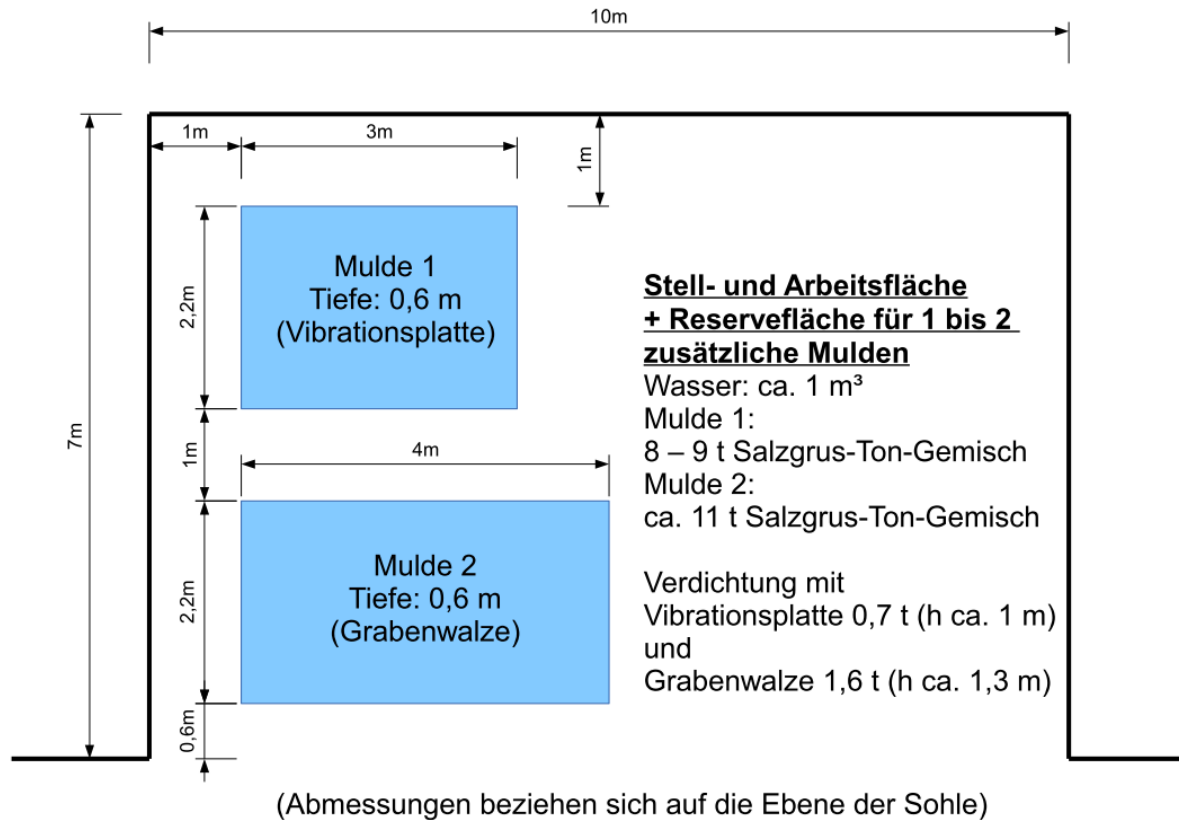 10m
1m
3m
1m
Mulde 1
Tiefe: 0,6 m
(Vibrationsplatte)
2,2m
7m
1m
4m
Mulde 2
Tiefe: 0,6 m
(Grabenwalze)
2,2m
0,6m
Stell- und Arbeitsfläche
+ Reservefläche für 1 bis 2
zusätzliche Mulden
Wasser: ca. 1 m³
Mulde 1:
8 – 9 t Salzgrus-Ton-Gemisch
Mulde 2:
ca. 11 t Salzgrus-Ton-Gemisch
Verdichtung mit
Vibrationsplatte 0,7 t (h ca. 1 m)
und
Grabenwalze 1,6 t (h ca. 1,3 m)
(Abmessungen beziehen sich auf die Ebene der Sohle)